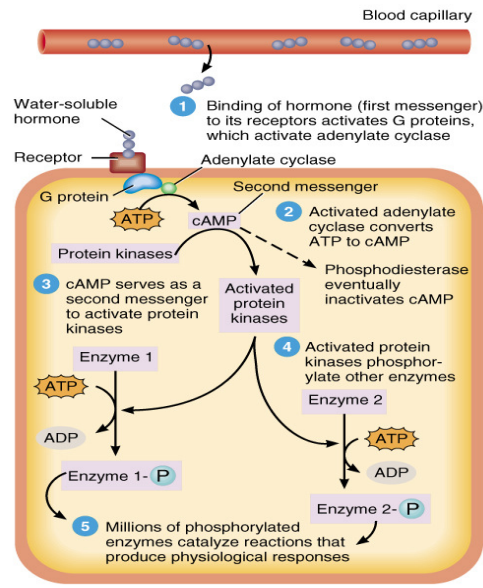 Blood capillary
Water-soluble
hormone
1 Binding of hormone (first messenger)
to its receptors activates G proteins,
which activate adenylate cyclase
Receptor
Adenylate cyclase
G protein
Second messenger
ATP
cAMP
2 Activated adenylate
cyclase converts
ATP to cAMP
Protein kinases
Phosphodiesterase
eventually
inactivates cAMP
3 cAMP serves as a
second messenger
to activate protein
kinases
Activated
protein
kinases
4 Activated protein
kinases phosphor-
ylate other enzymes
Enzyme 1
ATP
ADP
Enzyme 1- P
Enzyme 2
ATP
ADP
Enzyme 2- P
5 Millions of phosphorylated
enzymes catalyze reactions that
produce physiological responses